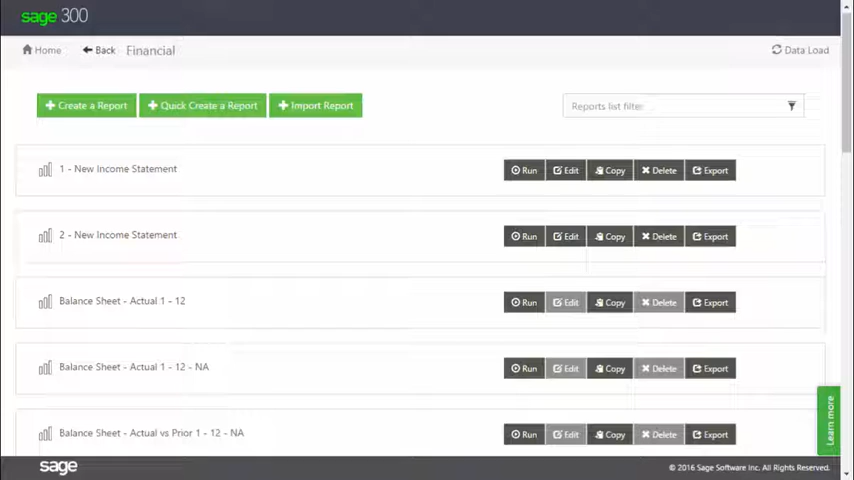 sage 300
Home Back Financial Data Load
Create a Report Quick Create a Report Import Report Reports list filter
1 - New Income Statement Run Edit Copy Delete Export
2 - New Income Statement Run Edit Copy Delete Export
Balance Sheet - Actual 1 - 12 Run Edit Copy Delete Export
Balance Sheet - Actual 1 - 12 - NA Run Edit Copy Delete Export
Balance Sheet - Actual vs Prior 1 - 12 - NA Run Edit Copy Delete Export
Learn more
sage © 2016 Sage Software Inc. All Rights Reserved.